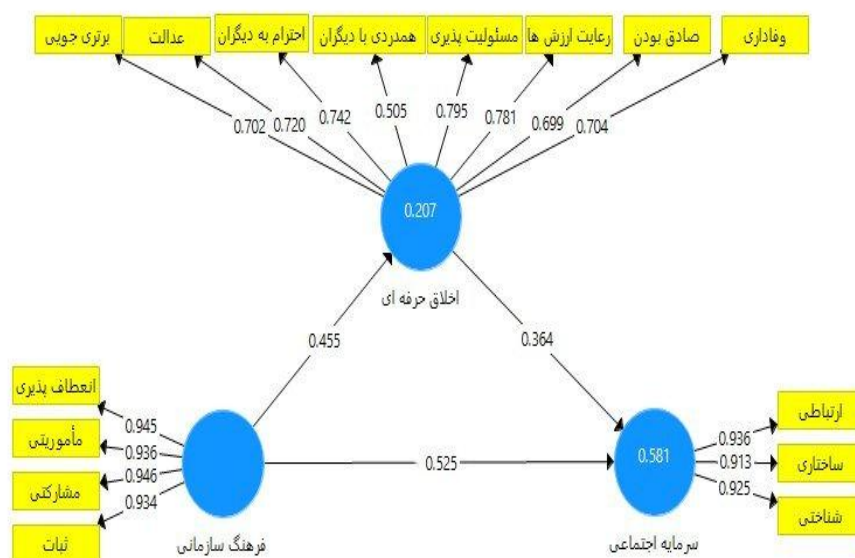 برتری جویی
عدالت
احترام به دیگران
همدردی با دیگران
مسئولیت پذیری
رعایت ارزش ها
صادق بودن
وفاداری
0.702
0.720
0.742
0.505
0.795
0.781
0.699
0.704
0.207
اخلاق حرفه ای
0.455
0.364
انعطاف پذیری
مأموریتی
مشارکتی
ثبات
0.945
0.936
0.946
0.934
فرهنگ سازمانی
0.525
0.581
سرمایه اجتماعی
0.936
0.913
0.925
ارتباطی
ساختاری
شناختی